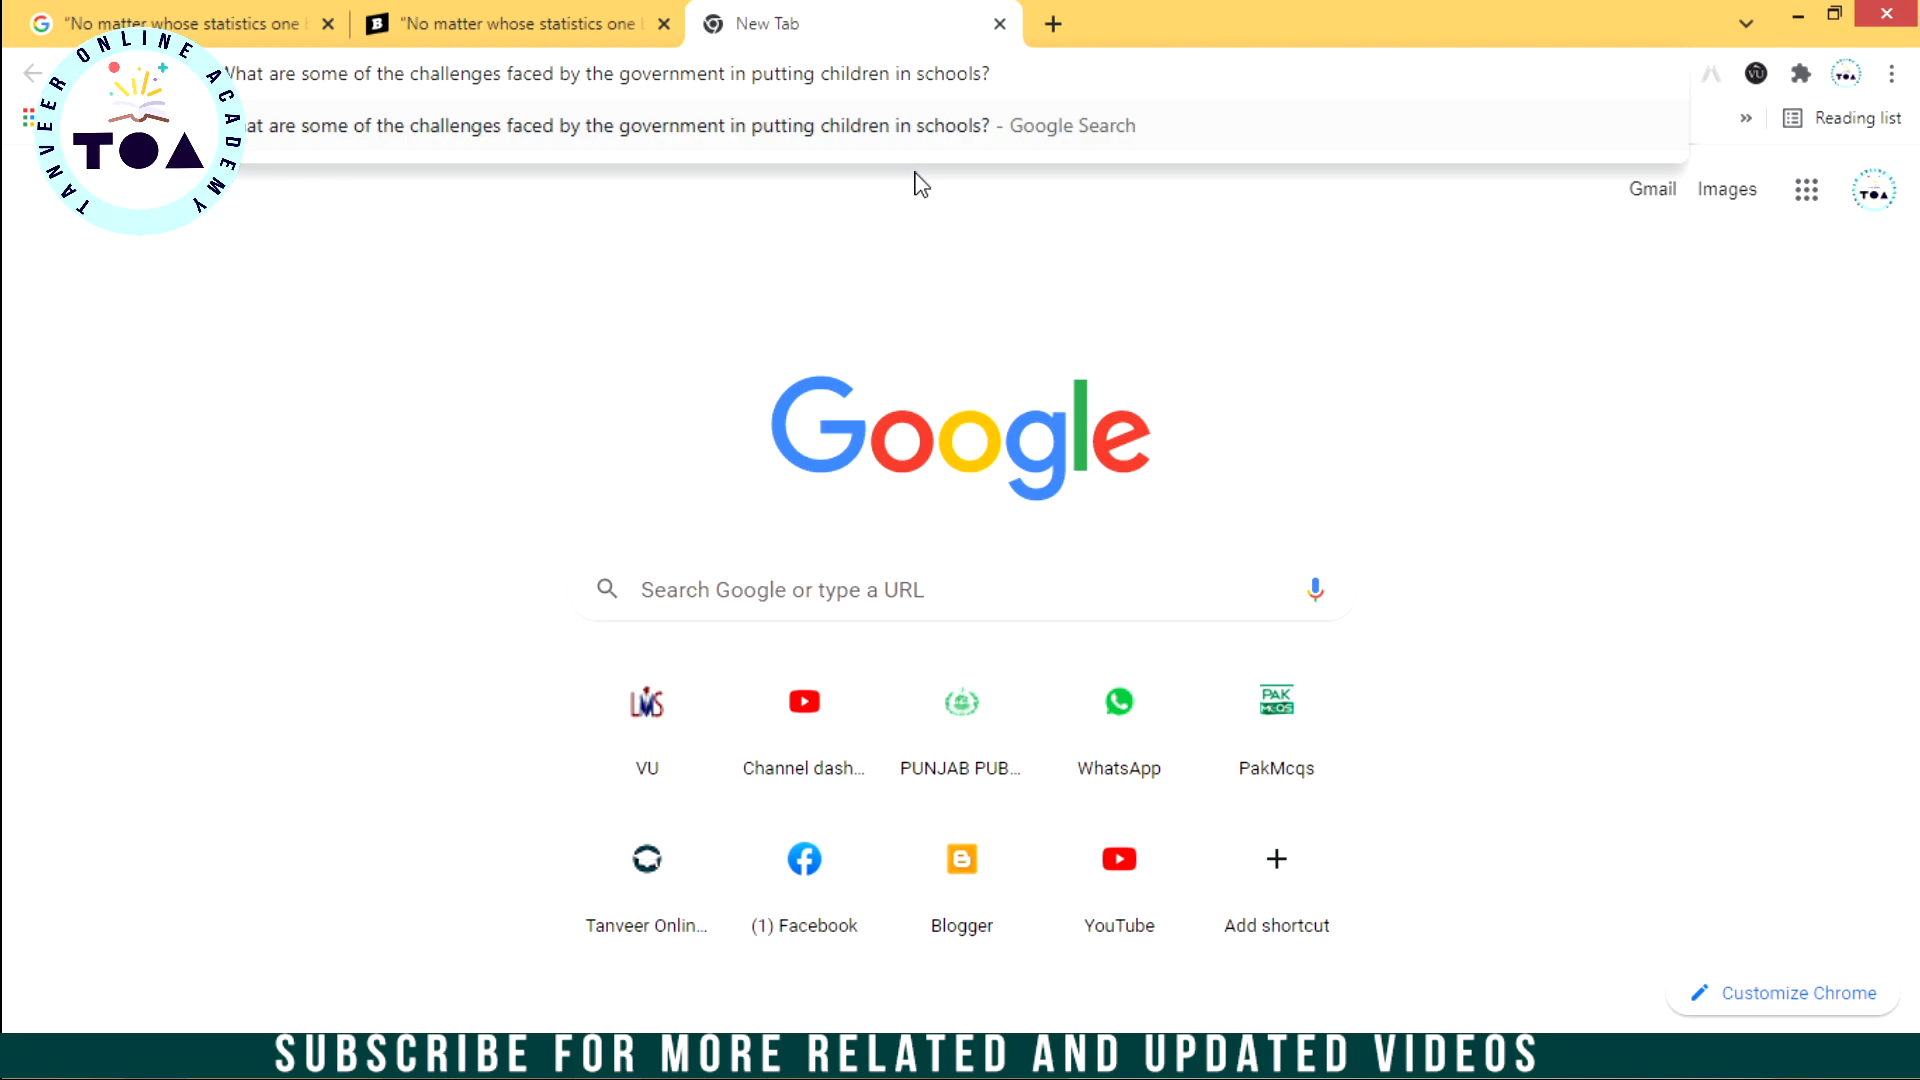 "No matter whose statistics one
"No matter whose statistics one
New Tab
TANVEER ONLINE ACADEMY
TOA
What are some of the challenges faced by the government in putting children in schools?
at are some of the challenges faced by the government in putting children in schools? - Google Search
Reading list
Gmail
Images
Google
Search Google or type a URL
VU
Channel dash...
PUNJAB PUB...
WhatsApp
PakMcqs
Tanveer Onlin...
(1) Facebook
Blogger
YouTube
Add shortcut
Customize Chrome
SUBSCRIBE FOR MORE RELATED AND UPDATED VIDEOS